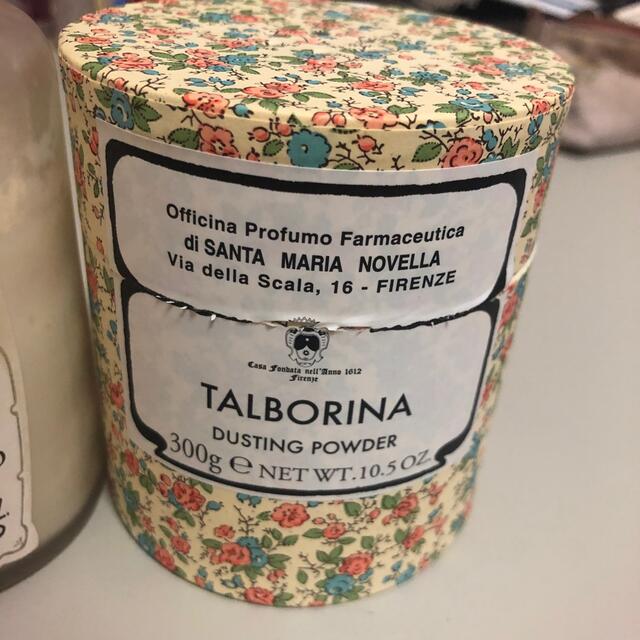 Officina Profumo Farmaceutica
di SANTA MARIA NOVELLA
Via della Scala, 16 - FIRENZE
Casa Fondata nell'Anno 1612
Firenze
TALBORINA
DUSTING POWDER
300g ℮ NET WT. 10.5 OZ.